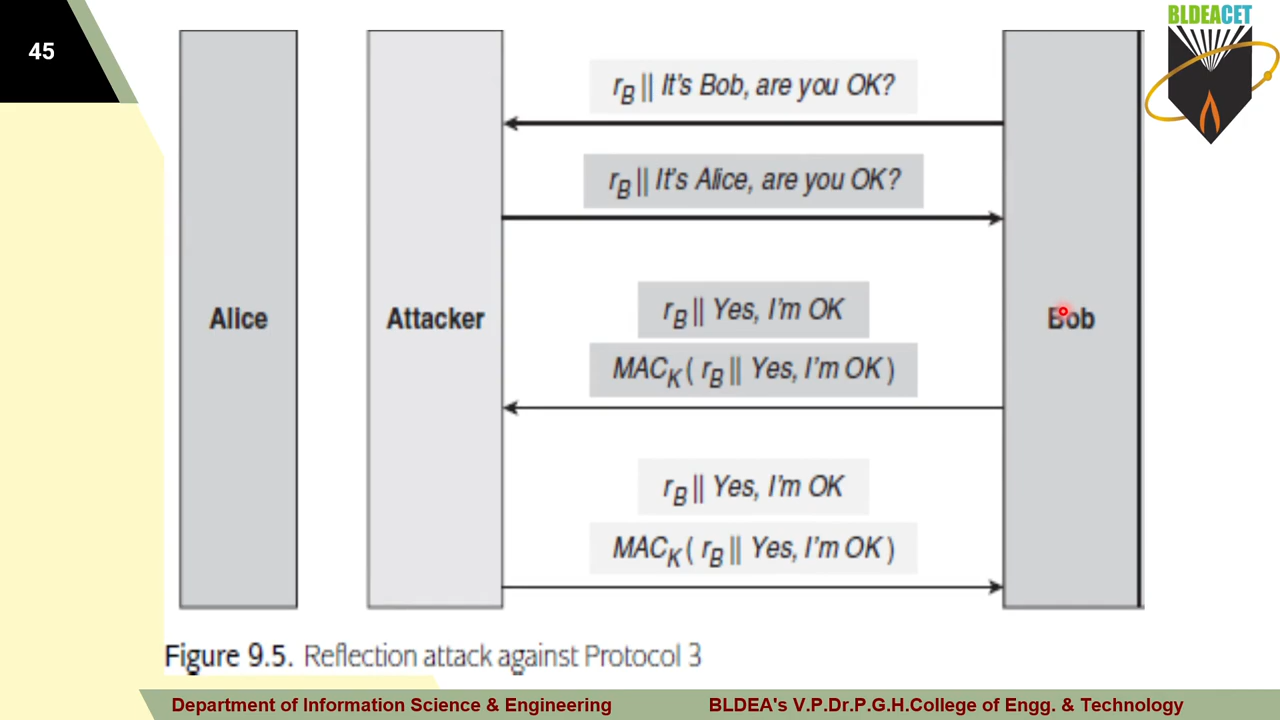 45
BLDEACET
r_B || It's Bob, are you OK?
r_B || It's Alice, are you OK?
r_B || Yes, I'm OK
MAC_K ( r_B || Yes, I'm OK )
Alice
Attacker
Bob
r_B || Yes, I'm OK
MAC_K ( r_B || Yes, I'm OK )
Figure 9.5. Reflection attack against Protocol 3
Department of Information Science & Engineering
BLDEA's V.P.Dr.P.G.H.College of Engg. & Technology